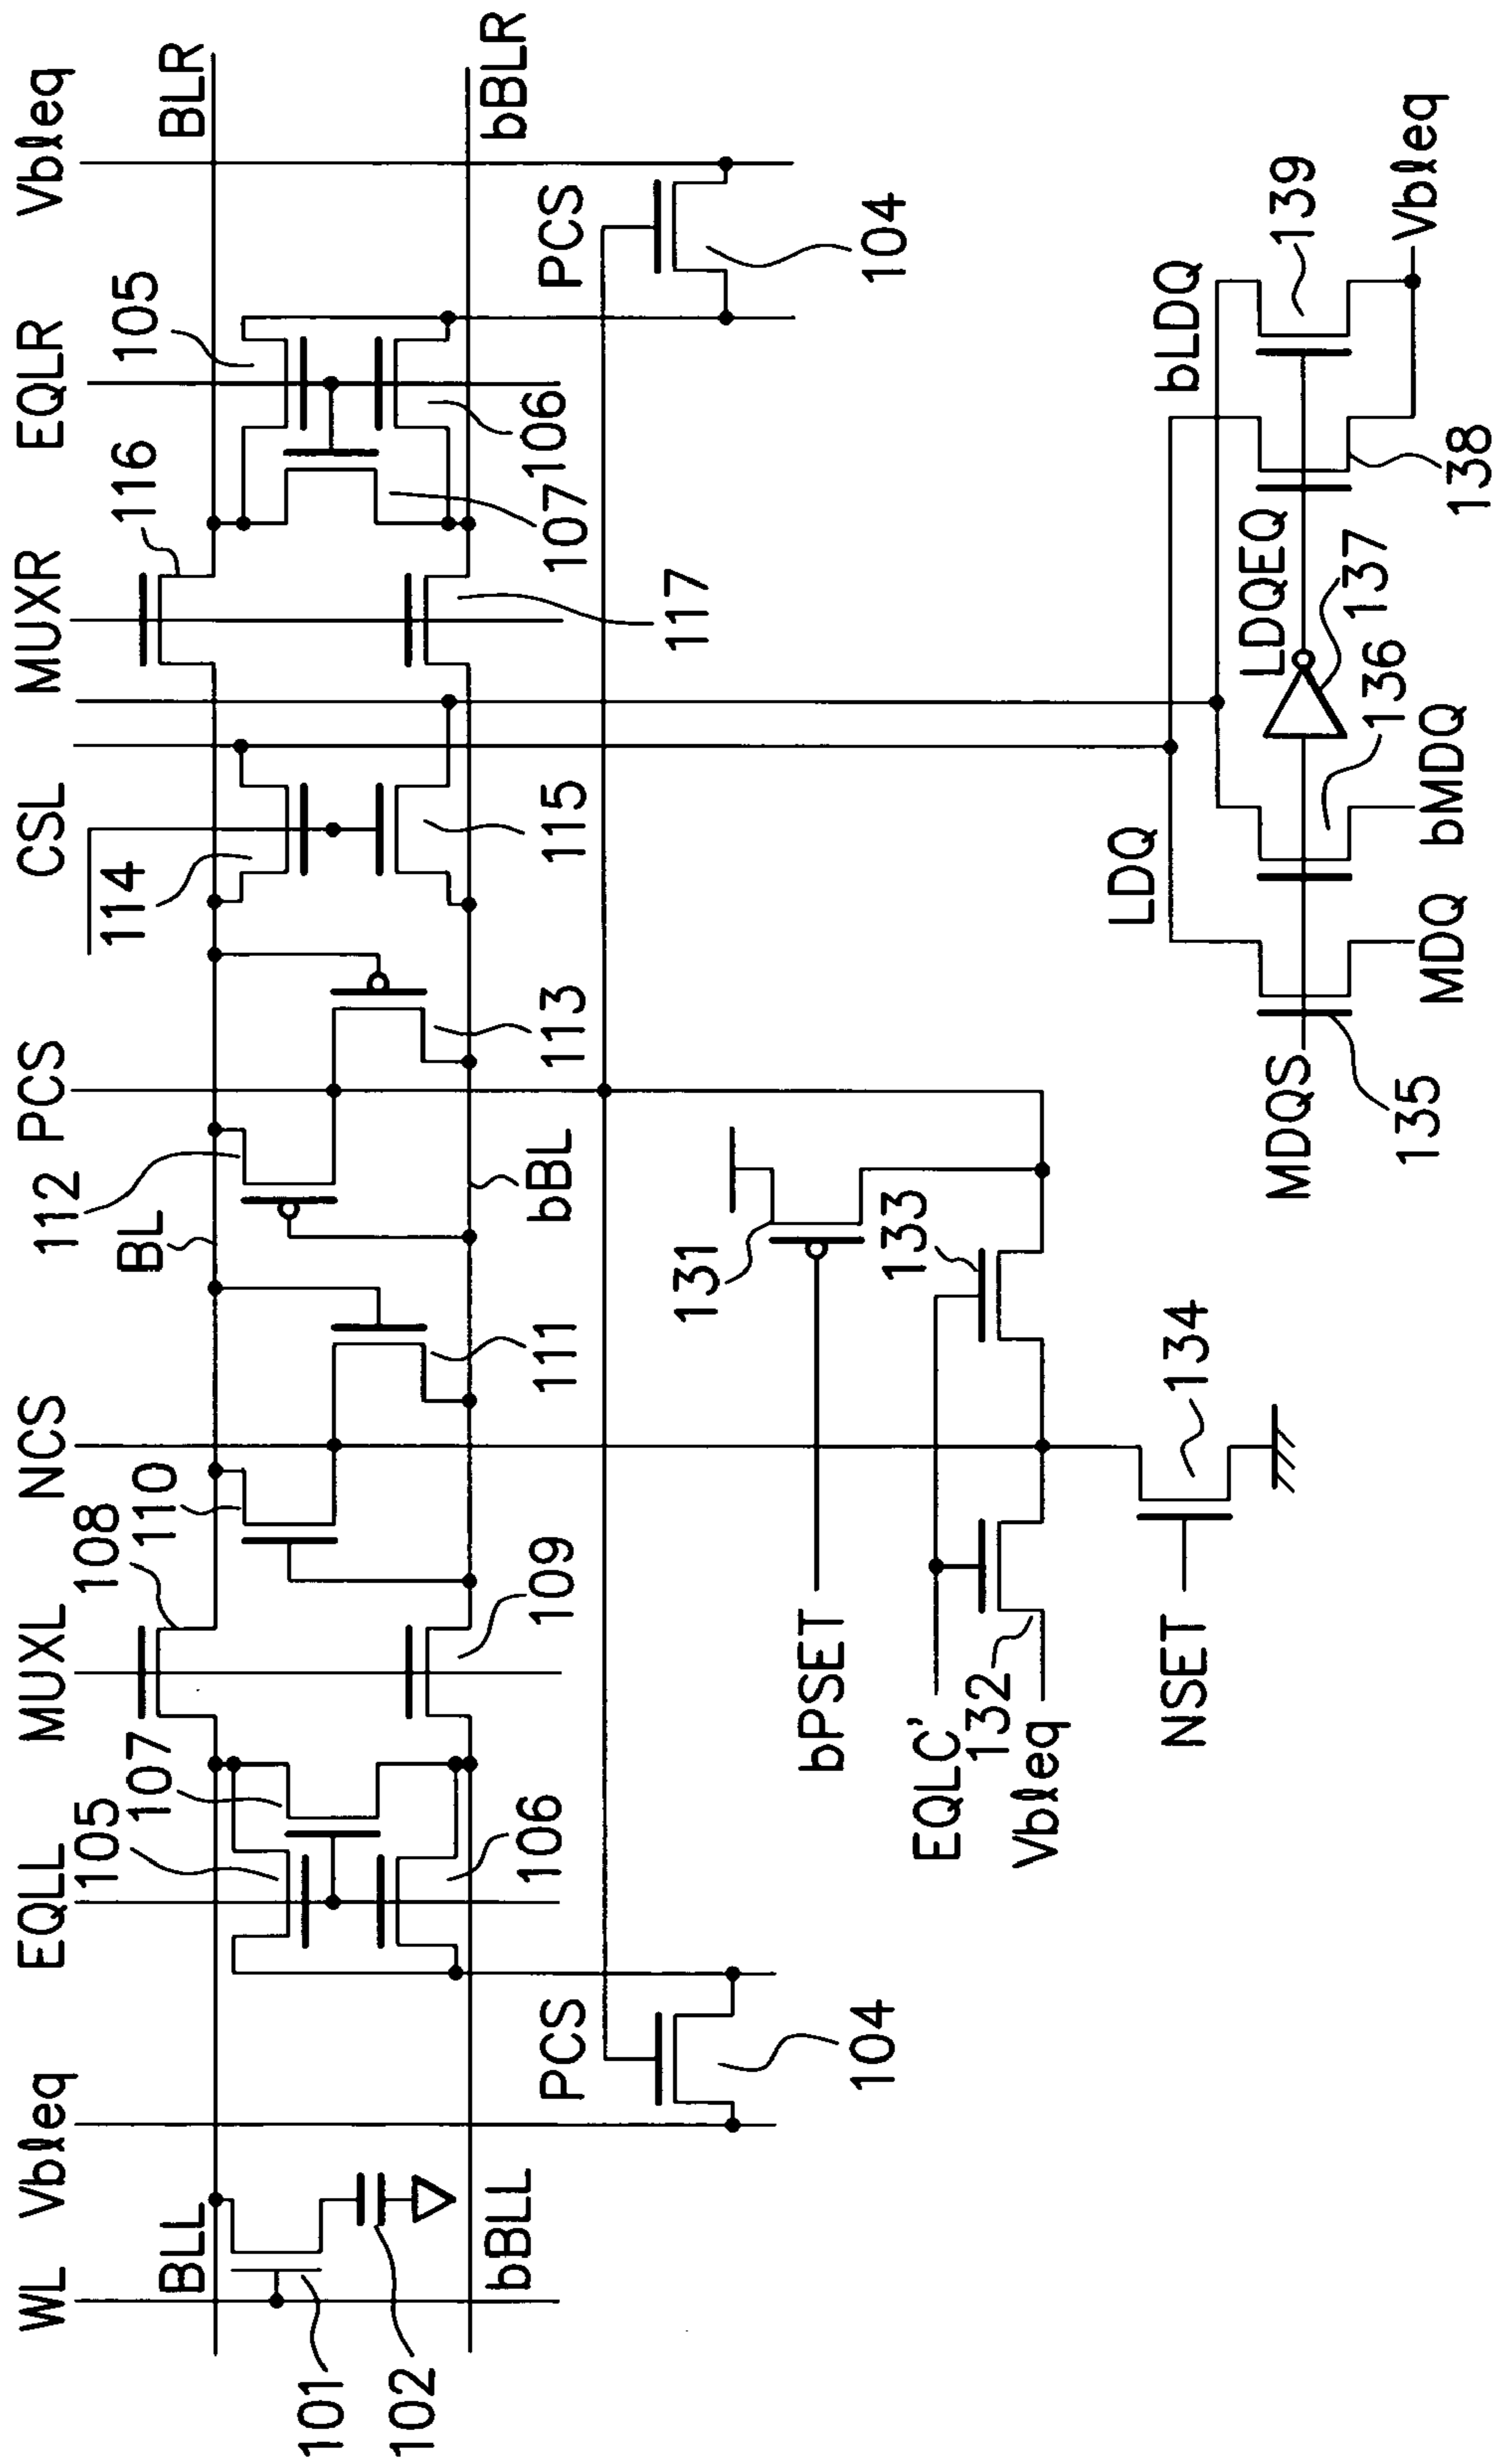 WL
Vbℓeq
EQLL
MUXL
NCS
PCS
CSL
MUXR
EQLR
Vbℓeq
105
107
108
110
112
114
116
105
BLL
BL
BLR
101
102
bBLL
106
109
111
bBL
113
115
117
107
106
bBLR
PCS
PCS
104
104
131
bPSET
133
EQLC'
132
Vbℓeq
134
NSET
LDQ
bLDQ
MDQS
LDQEQ
139
135
136
137
138
MDQ
bMDQ
Vbℓeq